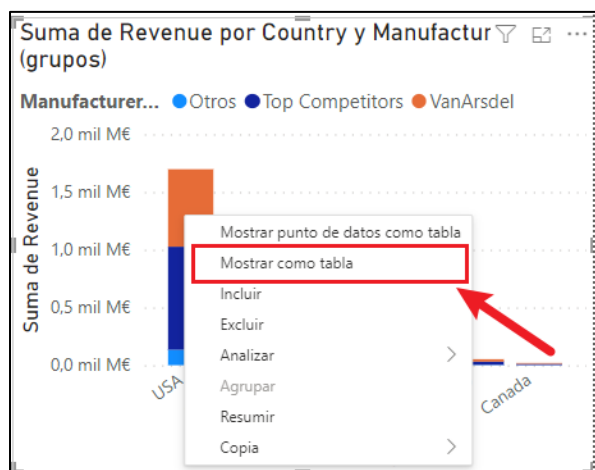 Suma de Revenue por Country y Manufactur
(grupos)
Manufacturer... Otros Top Competitors VanArsdel
2,0 mil M€
1,5 mil M€
1,0 mil M€
0,5 mil M€
0,0 mil M€
Suma de Revenue
USA
Canada
Mostrar punto de datos como tabla
Mostrar como tabla
Incluir
Excluir
Analizar
Agrupar
Resumir
Copia